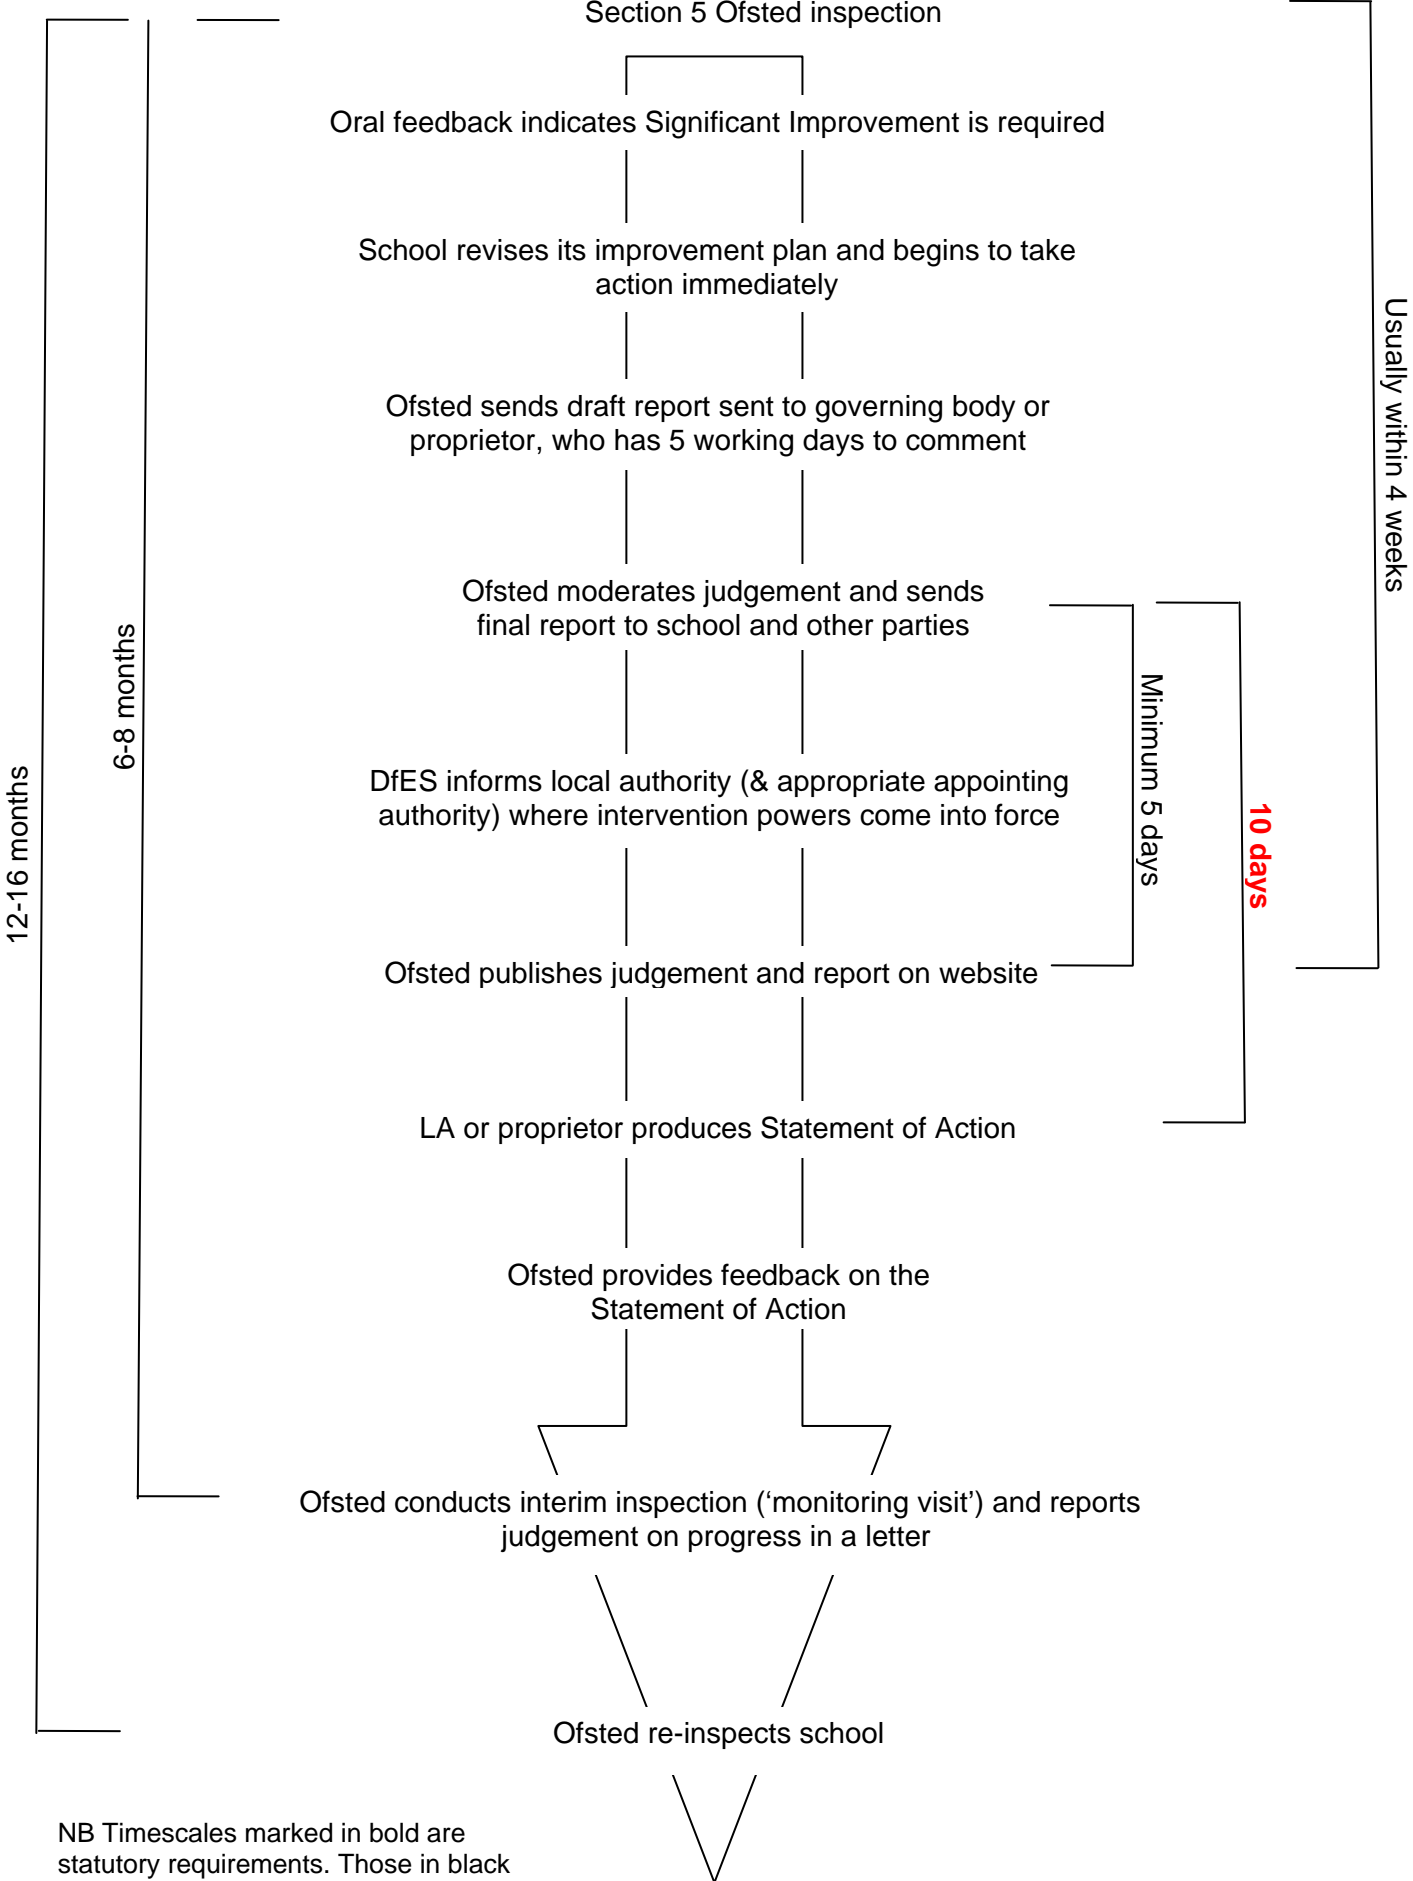 Section 5 Ofsted inspection
Oral feedback indicates Significant Improvement is required
School revises its improvement plan and begins to take
action immediately
Ofsted sends draft report sent to governing body or
proprietor, who has 5 working days to comment
Ofsted moderates judgement and sends
final report to school and other parties
DfES informs local authority (& appropriate appointing
authority) where intervention powers come into force
Ofsted publishes judgement and report on website
LA or proprietor produces Statement of Action
Ofsted provides feedback on the
Statement of Action
Ofsted conducts interim inspection (‘monitoring visit’) and reports
judgement on progress in a letter
Ofsted re-inspects school
12-16 months
6-8 months
Minimum 5 days
10 days
Usually within 4 weeks
NB Timescales marked in bold are
statutory requirements. Those in black